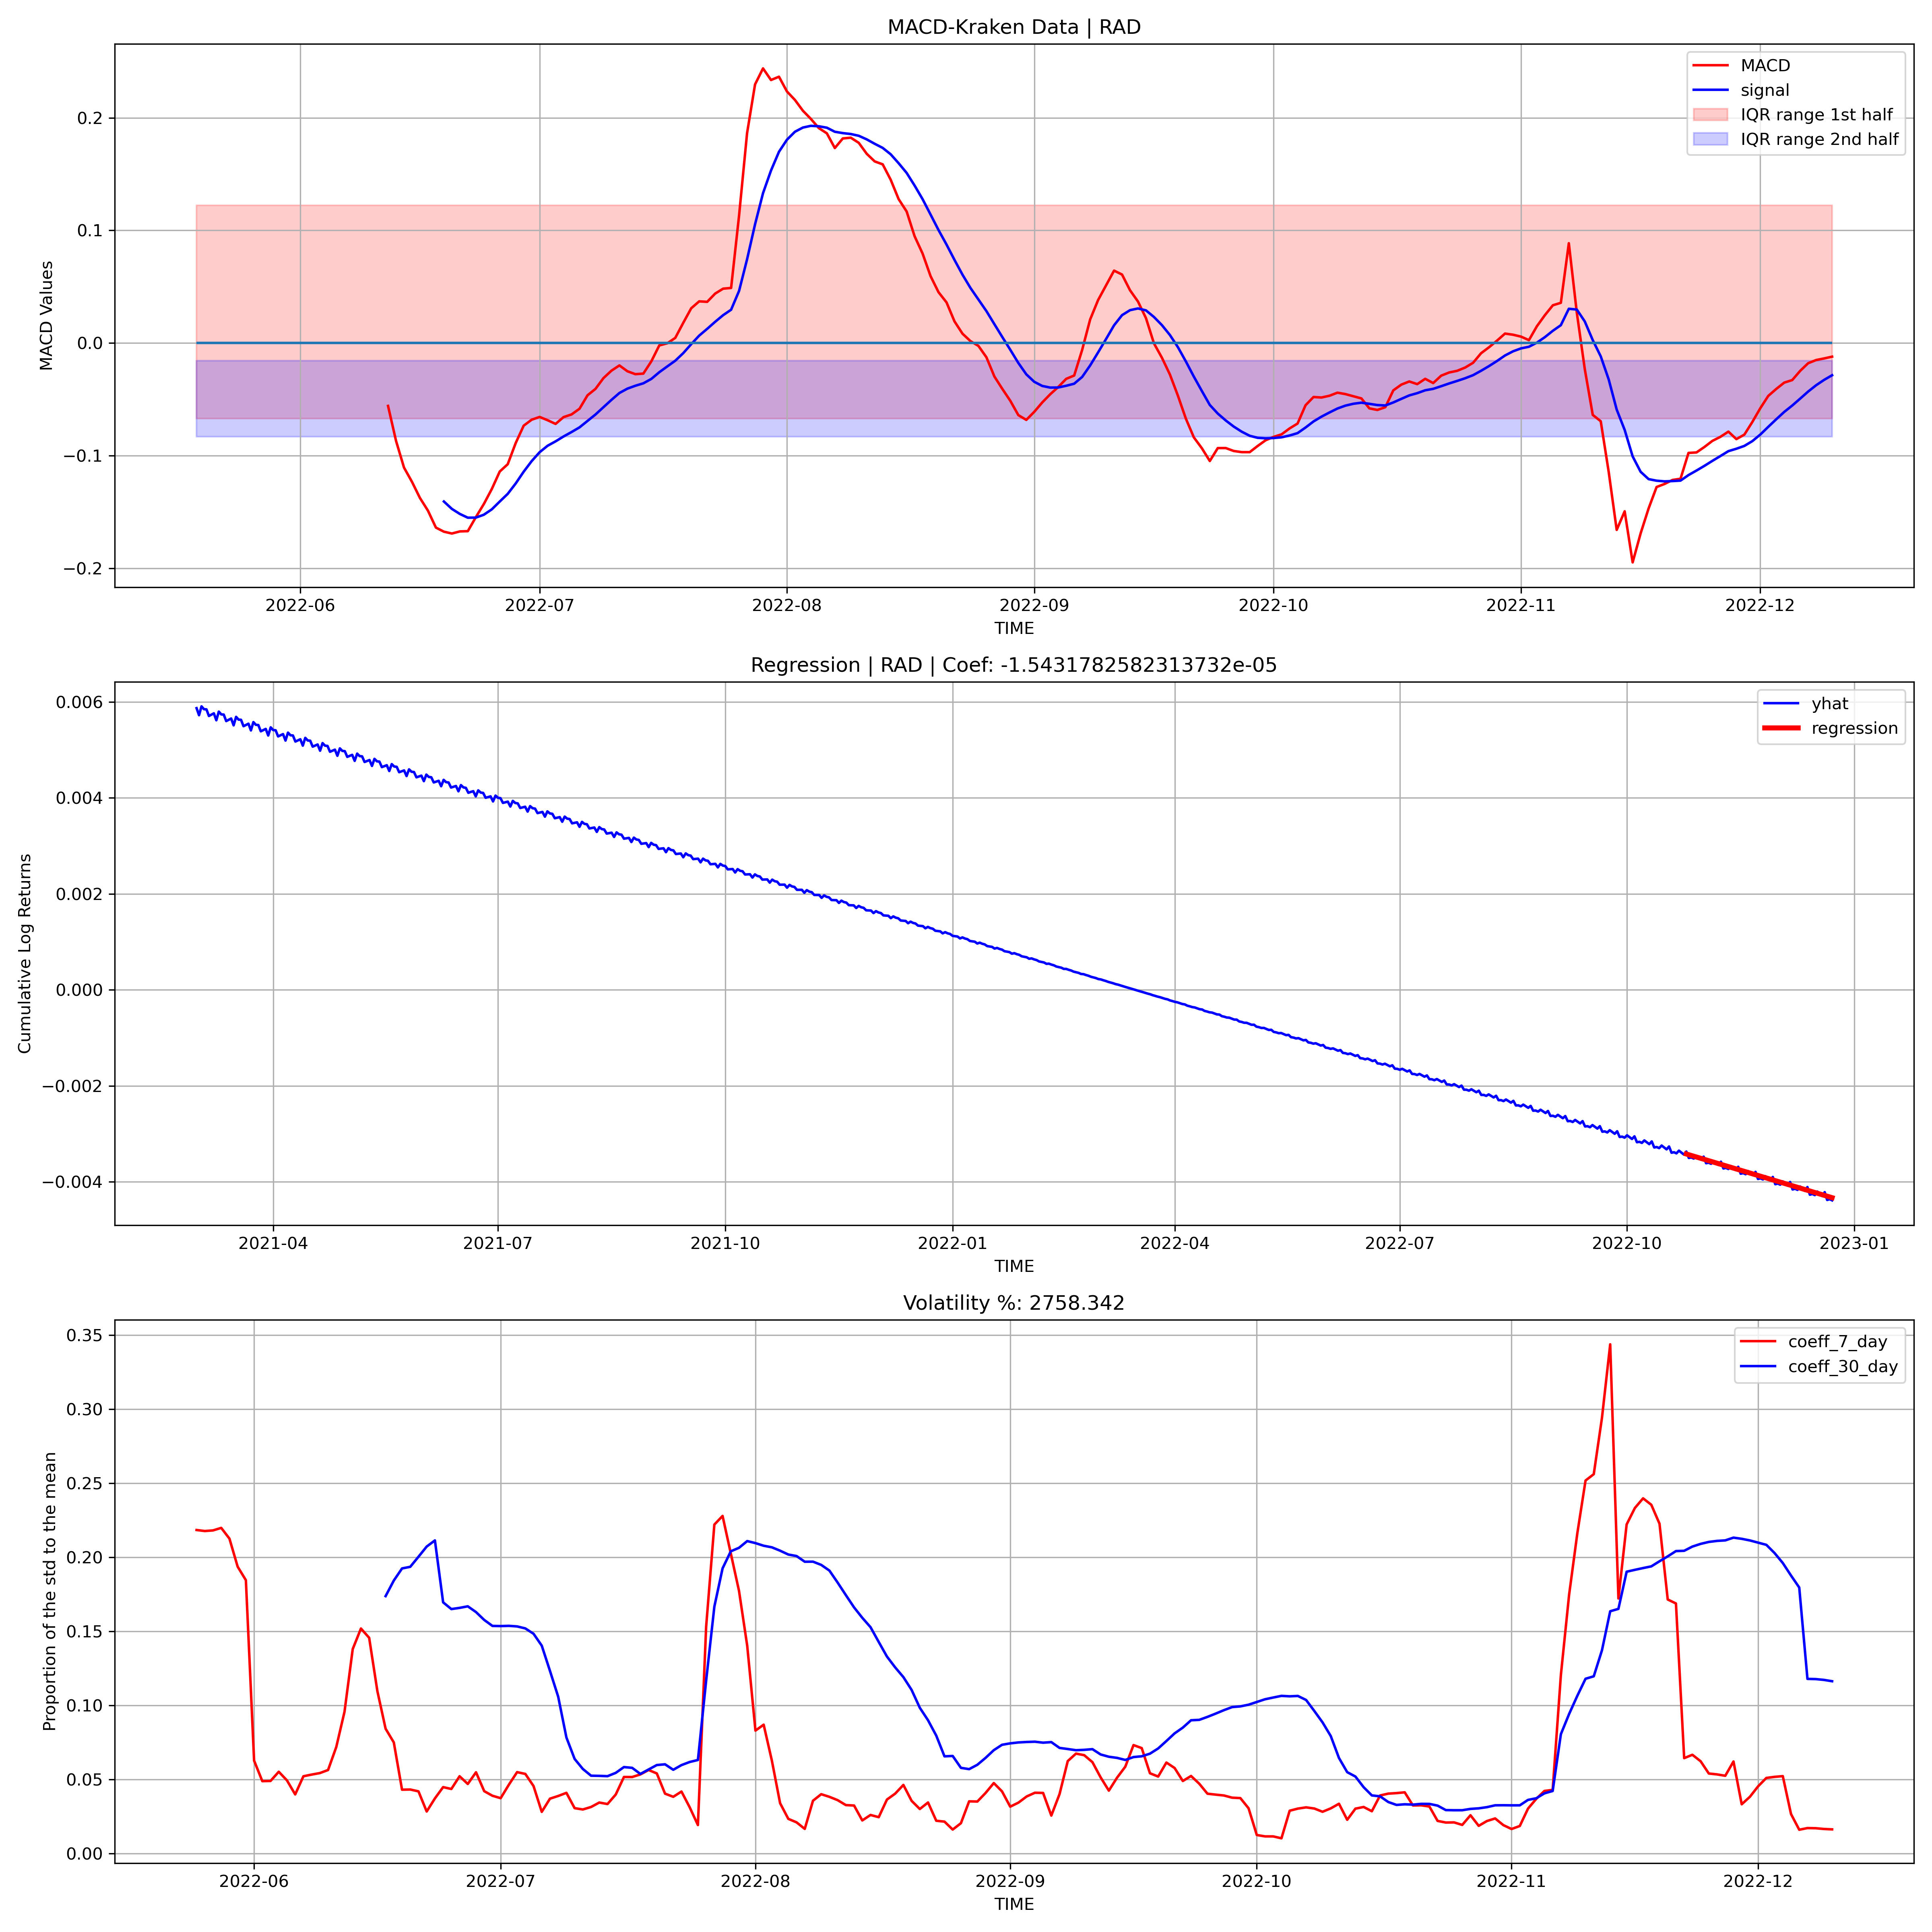 MACD-Kraken Data | RAD
MACD
signal
IQR range 1st half
IQR range 2nd half
MACD Values
0.2
0.1
0.0
−0.1
−0.2
2022-06 2022-07 2022-08 2022-09 2022-10 2022-11 2022-12
TIME
Regression | RAD | Coef: -1.5431782582313732e-05
yhat
regression
Cumulative Log Returns
0.006
0.004
0.002
0.000
−0.002
−0.004
2021-04 2021-07 2021-10 2022-01 2022-04 2022-07 2022-10 2023-01
TIME
Volatility %: 2758.342
coeff_7_day
coeff_30_day
Proportion of the std to the mean
0.35
0.30
0.25
0.20
0.15
0.10
0.05
0.00
2022-06 2022-07 2022-08 2022-09 2022-10 2022-11 2022-12
TIME